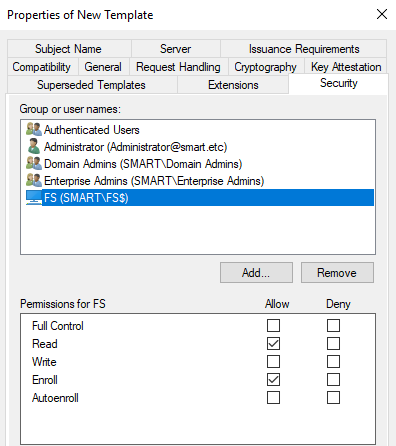 Properties of New Template
Subject Name Server Issuance Requirements
Compatibility General Request Handling Cryptography Key Attestation
Superseded Templates Extensions Security
Group or user names:
Authenticated Users
Administrator (Administrator@smart.etc)
Domain Admins (SMART\Domain Admins)
Enterprise Admins (SMART\Enterprise Admins)
FS (SMART\FS$)
Add... Remove
Permissions for FS Allow Deny
Full Control
Read
Write
Enroll
Autoenroll